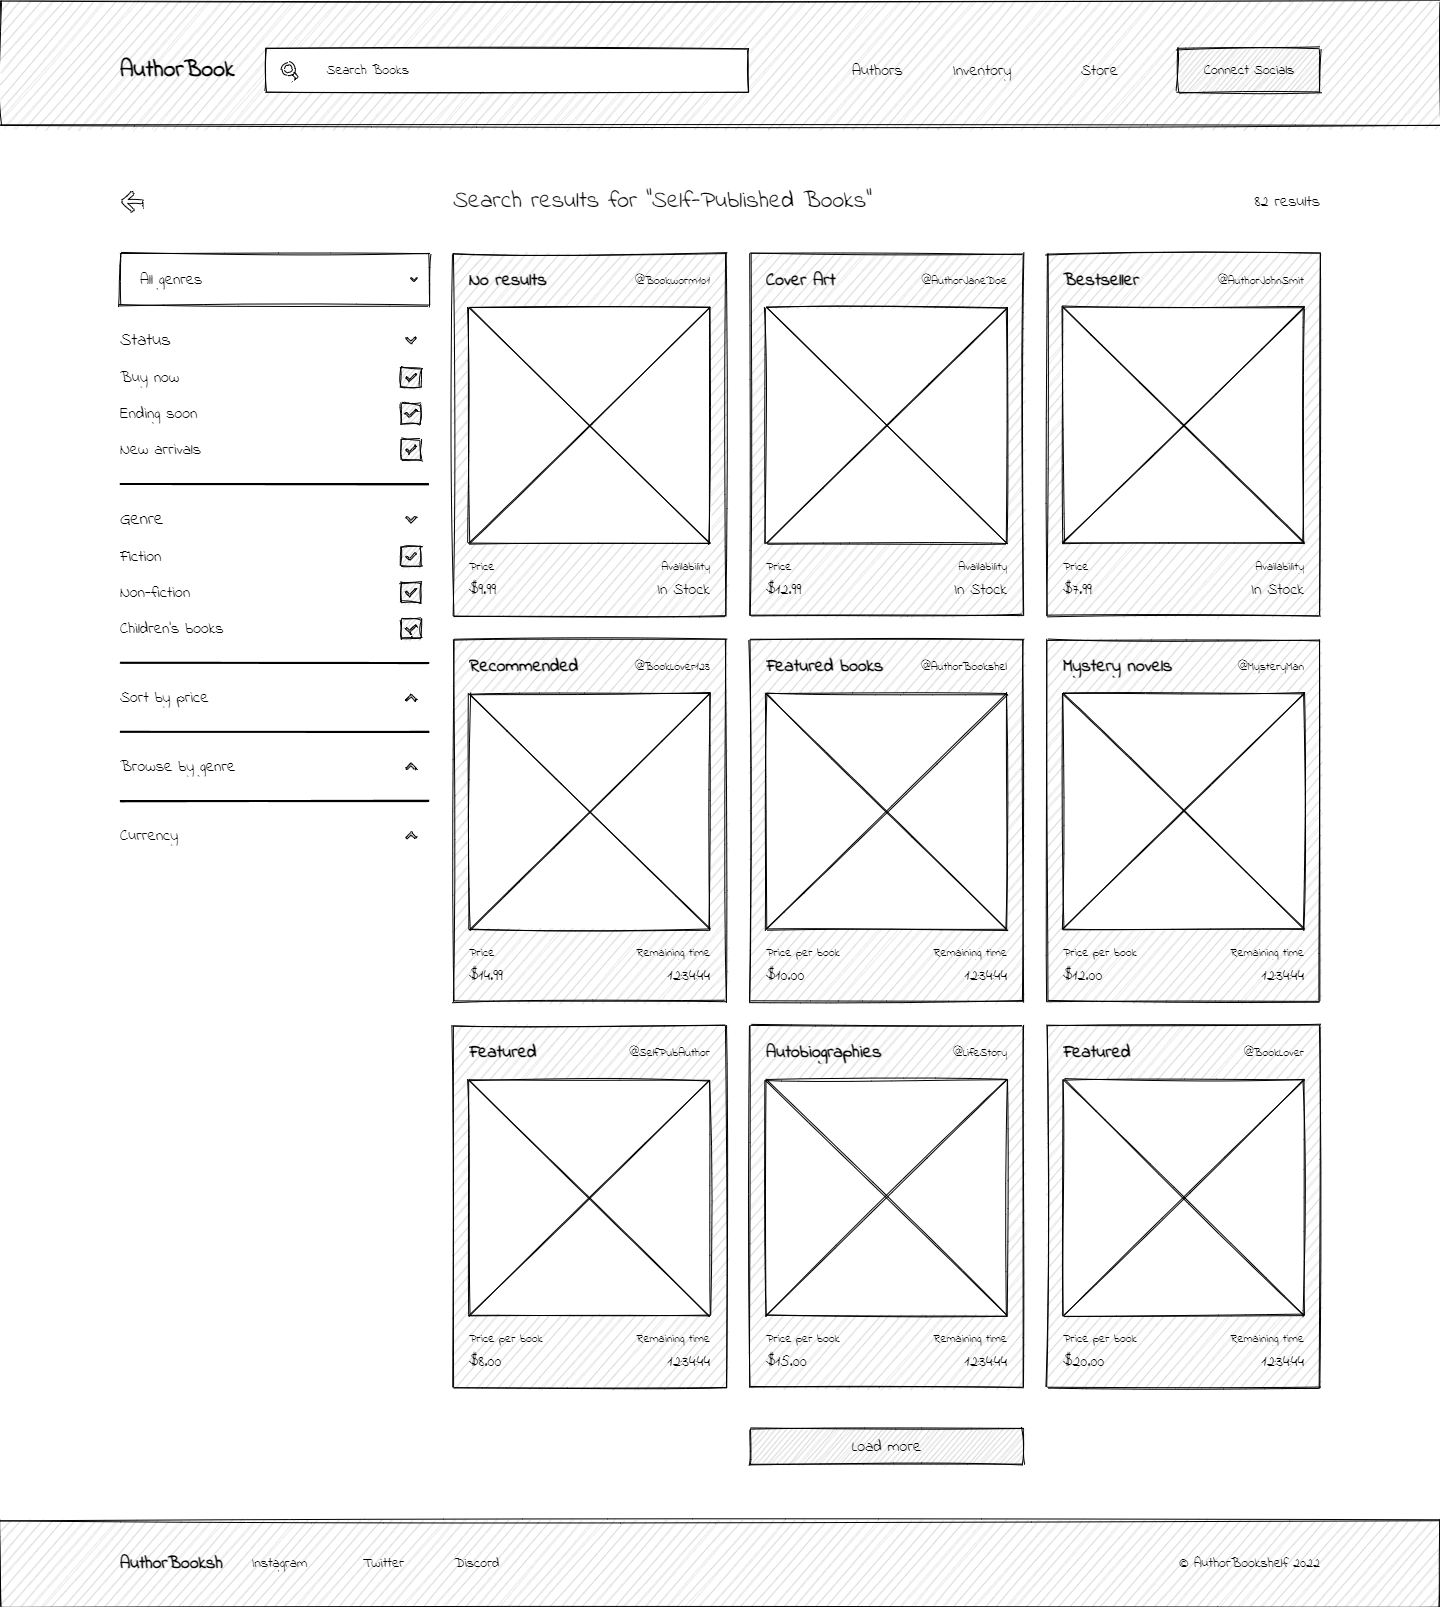 AuthorBook
Search Books
Authors
Inventory
Store
Connect Socials
Search results for "Self-Published Books"
82 results
All genres
Status
Buy now
Ending soon
New arrivals
Genre
Fiction
Non-fiction
Children's books
Sort by price
Browse by genre
Currency
No results @Bookworm101
Price Availability
$9.99 In Stock
Cover Art @AuthorJaneDoe
Price Availability
$12.99 In Stock
Bestseller @AuthorJohnSmit
Price Availability
$7.99 In Stock
Recommended @BookLover123
Price Remaining time
$14.99 123444
Featured books @AuthorBookshel
Price per book Remaining time
$10.00 123444
Mystery novels @MysteryMan
Price per book Remaining time
$12.00 123444
Featured @SelfPubAuthor
Price per book Remaining time
$8.00 123444
Autobiographies @LifeStory
Price per book Remaining time
$15.00 123444
Featured @BookLover
Price per book Remaining time
$20.00 123444
Load more
AuthorBooksh
Instagram
Twitter
Discord
© AuthorBookshelf 2022